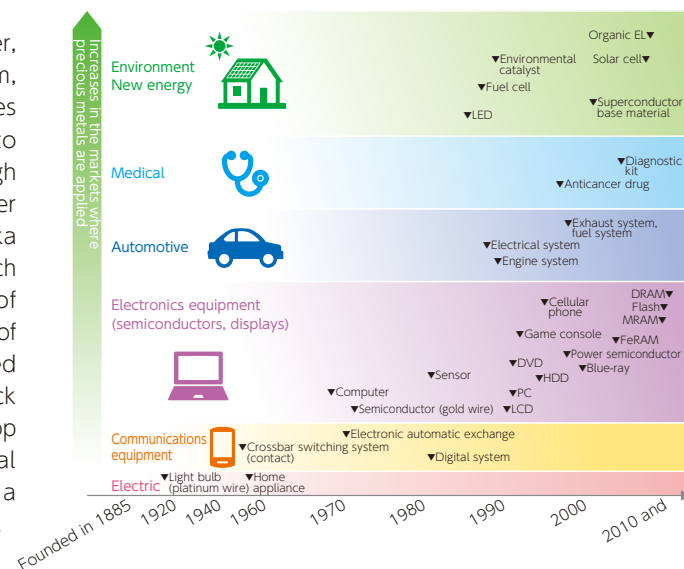 er,
m,
es
to
gh
er
ka
ch
of
of
ed
ck
op
al
a
.
Increases in the markets where
precious metals are applied
Environment
New energy
Organic EL▼
▼Environmental
catalyst
Solar cell▼
▼Fuel cell
▼Superconductor
base material
▼LED
Medical
▼Diagnostic
kit
▼Anticancer drug
Automotive
▼Exhaust system,
fuel system
▼Electrical system
▼Engine system
Electronics equipment
(semiconductors, displays)
DRAM▼
▼Cellular
phone
Flash▼
MRAM▼
▼Game console
▼FeRAM
▼Power semiconductor
▼DVD
▼Blue-ray
▼Sensor
▼HDD
▼Computer
▼PC
▼Semiconductor (gold wire)
▼LCD
Communications
equipment
▼Electronic automatic exchange
▼Crossbar switching system
(contact)
▼Digital system
Electric
▼Light bulb
(platinum wire)
▼Home
appliance
Founded in 1885
1920
1940
1960
1970
1980
1990
2000
2010 and